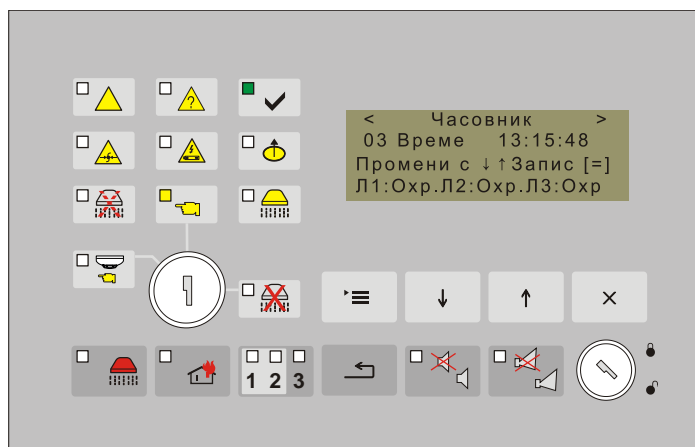 < Часовник >
03 Време 13:15:48
Промени с ↓↑Запис [=]
Л1:Охр.Л2:Охр.Л3:Охр
?
1 2 3